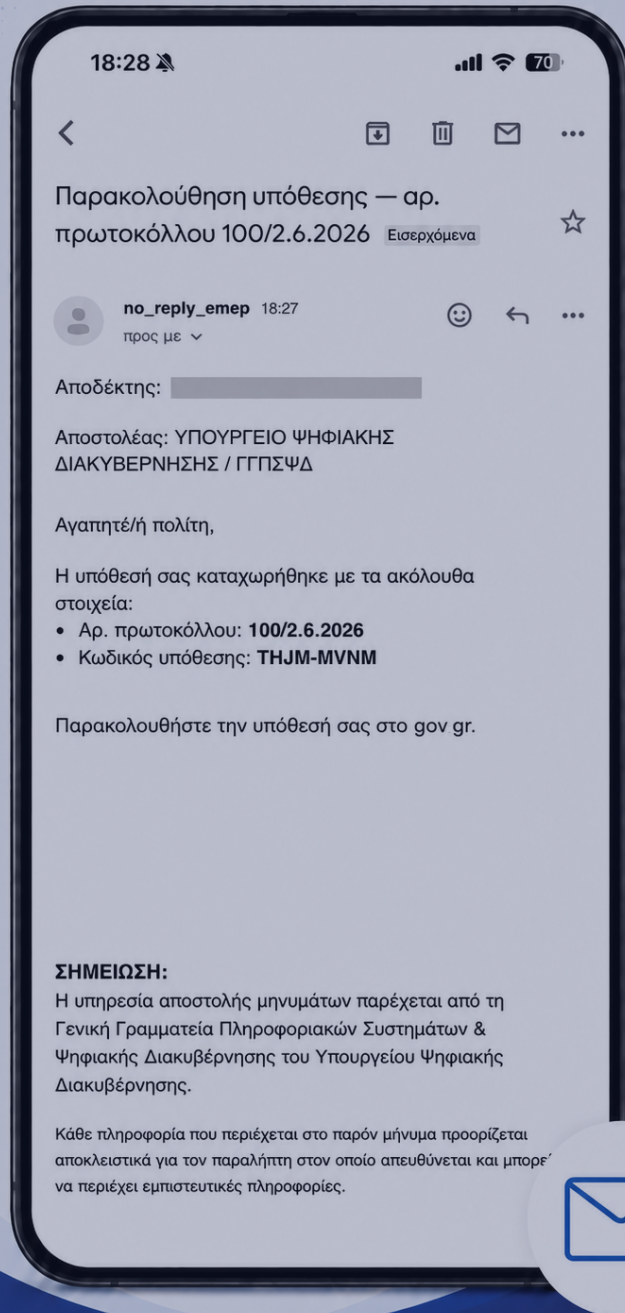 18:28
70
Παρακολούθηση υπόθεσης — αρ.
πρωτοκόλλου 100/2.6.2026 Εισερχόμενα
no_reply_emep 18:27
προς με
Αποδέκτης:
Αποστολέας: ΥΠΟΥΡΓΕΙΟ ΨΗΦΙΑΚΗΣ
ΔΙΑΚΥΒΕΡΝΗΣΗΣ / ΓΓΠΣΨΔ
Αγαπητέ/ή πολίτη,
Η υπόθεσή σας καταχωρήθηκε με τα ακόλουθα
στοιχεία:
• Αρ. πρωτοκόλλου: 100/2.6.2026
• Κωδικός υπόθεσης: THJM-MVNM
Παρακολουθήστε την υπόθεσή σας στο gov gr.
ΣΗΜΕΙΩΣΗ:
Η υπηρεσία αποστολής μηνυμάτων παρέχεται από τη
Γενική Γραμματεία Πληροφοριακών Συστημάτων &
Ψηφιακής Διακυβέρνησης του Υπουργείου Ψηφιακής
Διακυβέρνησης.
Κάθε πληροφορία που περιέχεται στο παρόν μήνυμα προορίζεται
αποκλειστικά για τον παραλήπτη στον οποίο απευθύνεται και μπορεί
να περιέχει εμπιστευτικές πληροφορίες.